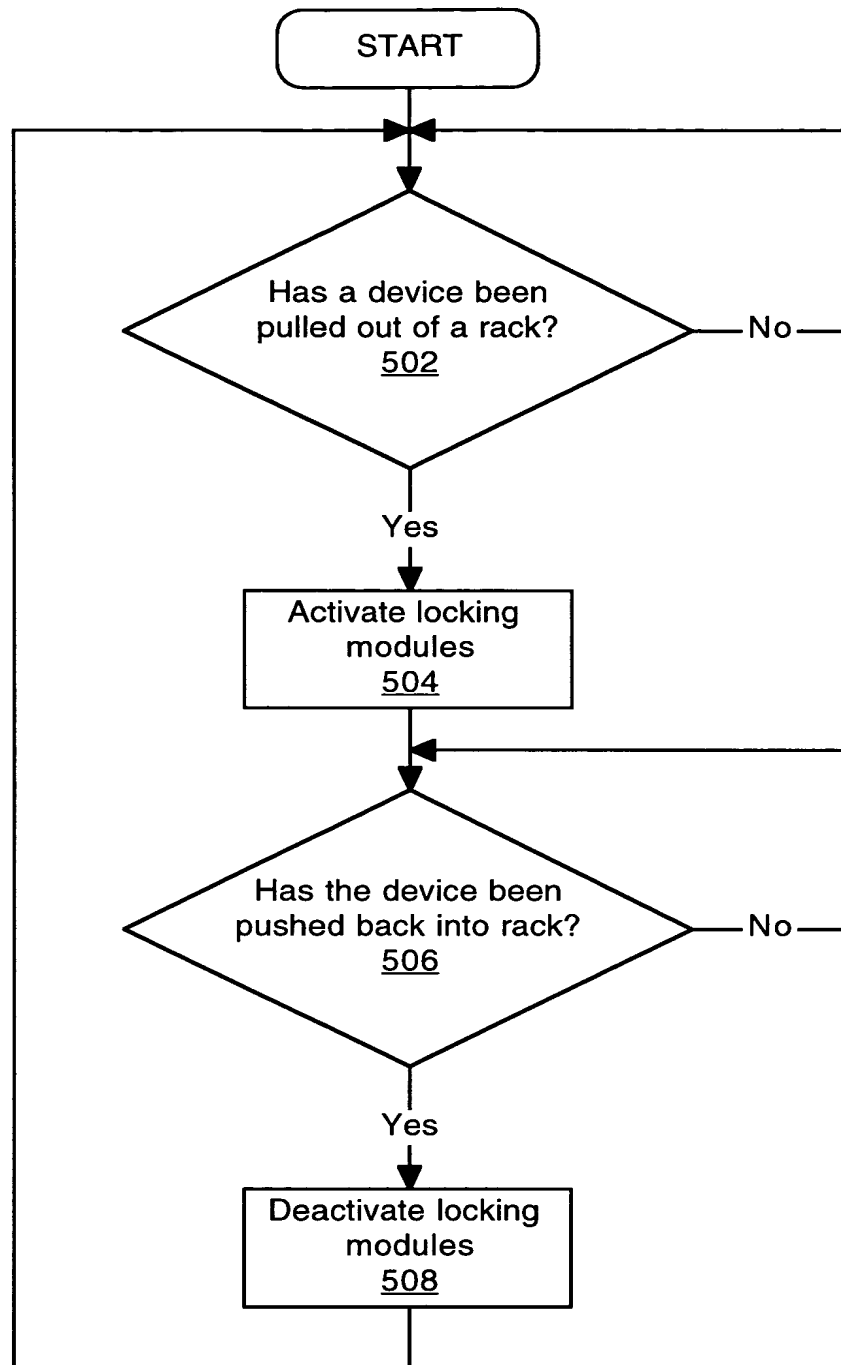 START
Has a device been
pulled out of a rack?
502
No
Yes
Activate locking
modules
504
Has the device been
pushed back into rack?
506
No
Yes
Deactivate locking
modules
508